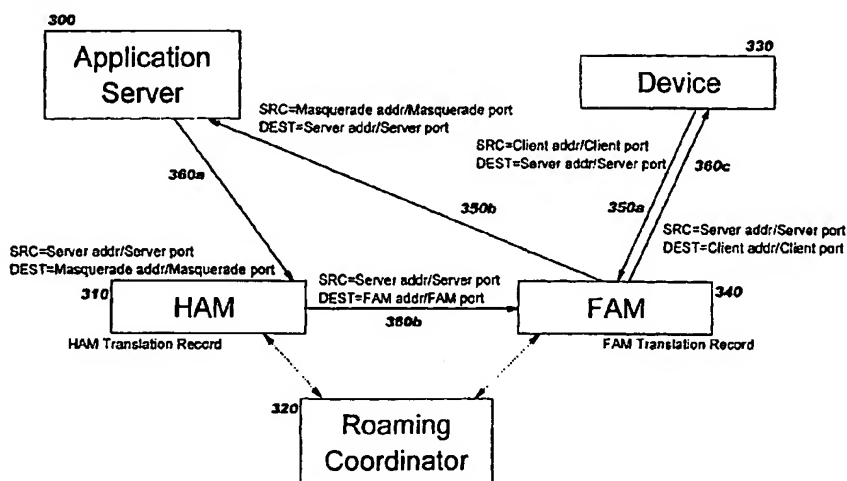 300
Application
Server
330
Device
SRC=Masquerade addr/Masquerade port
DEST=Server addr/Server port
SRC=Client addr/Client port
DEST=Server addr/Server port
360a
360c
350b
350a
SRC=Server addr/Server port
DEST=Client addr/Client port
SRC=Server addr/Server port
DEST=Masquerade addr/Masquerade port
310
HAM
SRC=Server addr/Server port
DEST=FAM addr/FAM port
360b
340
FAM
HAM Translation Record
FAM Translation Record
320
Roaming
Coordinator